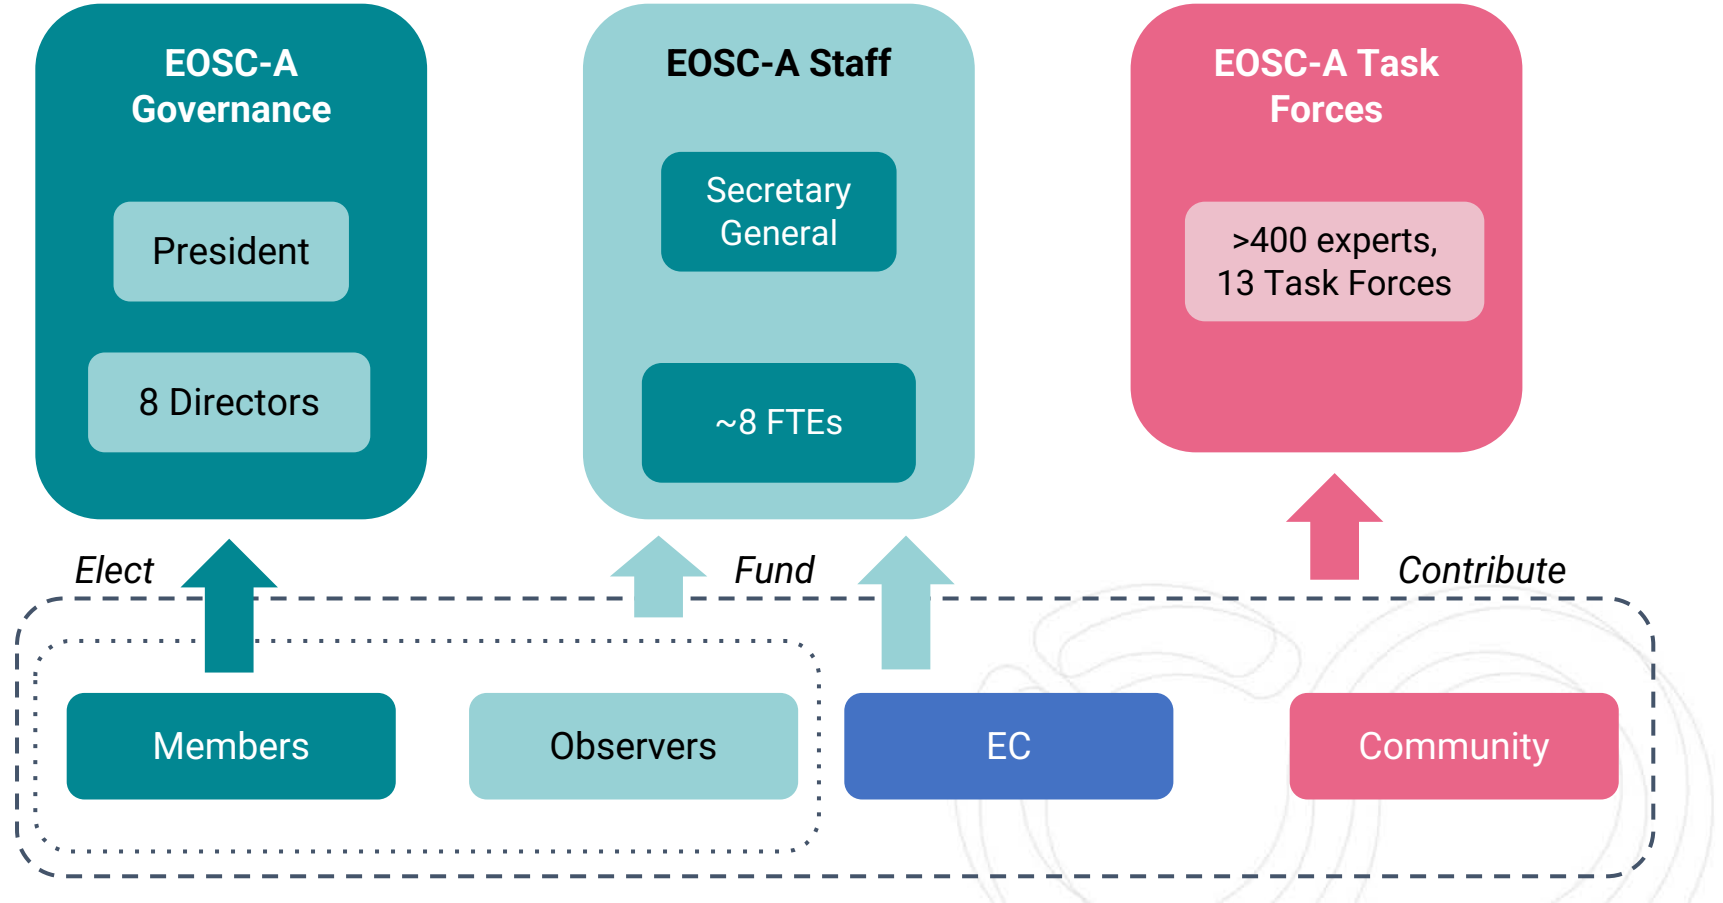 EOSC-A
Governance
President
8 Directors
EOSC-A Staff
Secretary
General
~8 FTEs
EOSC-A Task
Forces
>400 experts,
13 Task Forces
Elect
Fund
Contribute
Members
Observers
EC
Community